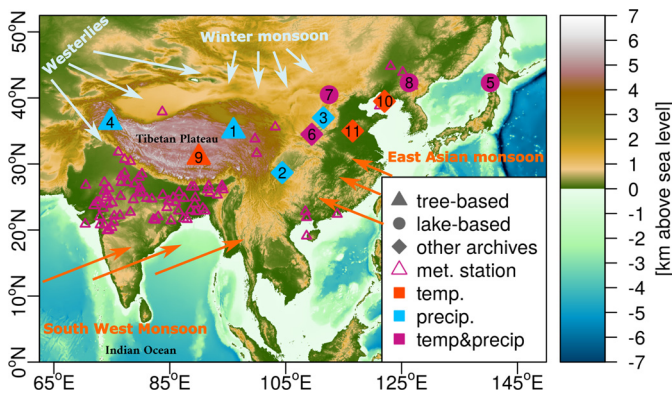 50°N
40°N
30°N
20°N
10°N
0°N
65°E
85°E
105°E
125°E
145°E
Westerlies
Winter monsoon
Tibetan Plateau
East Asian monsoon
South West Monsoon
Indian Ocean
1
2
3
4
5
6
7
8
9
10
11
tree-based
lake-based
other archives
met. station
temp.
precip.
temp&precip
7
6
5
4
3
2
1
0
-1
-2
-3
-4
-5
-6
-7
[km above sea level]